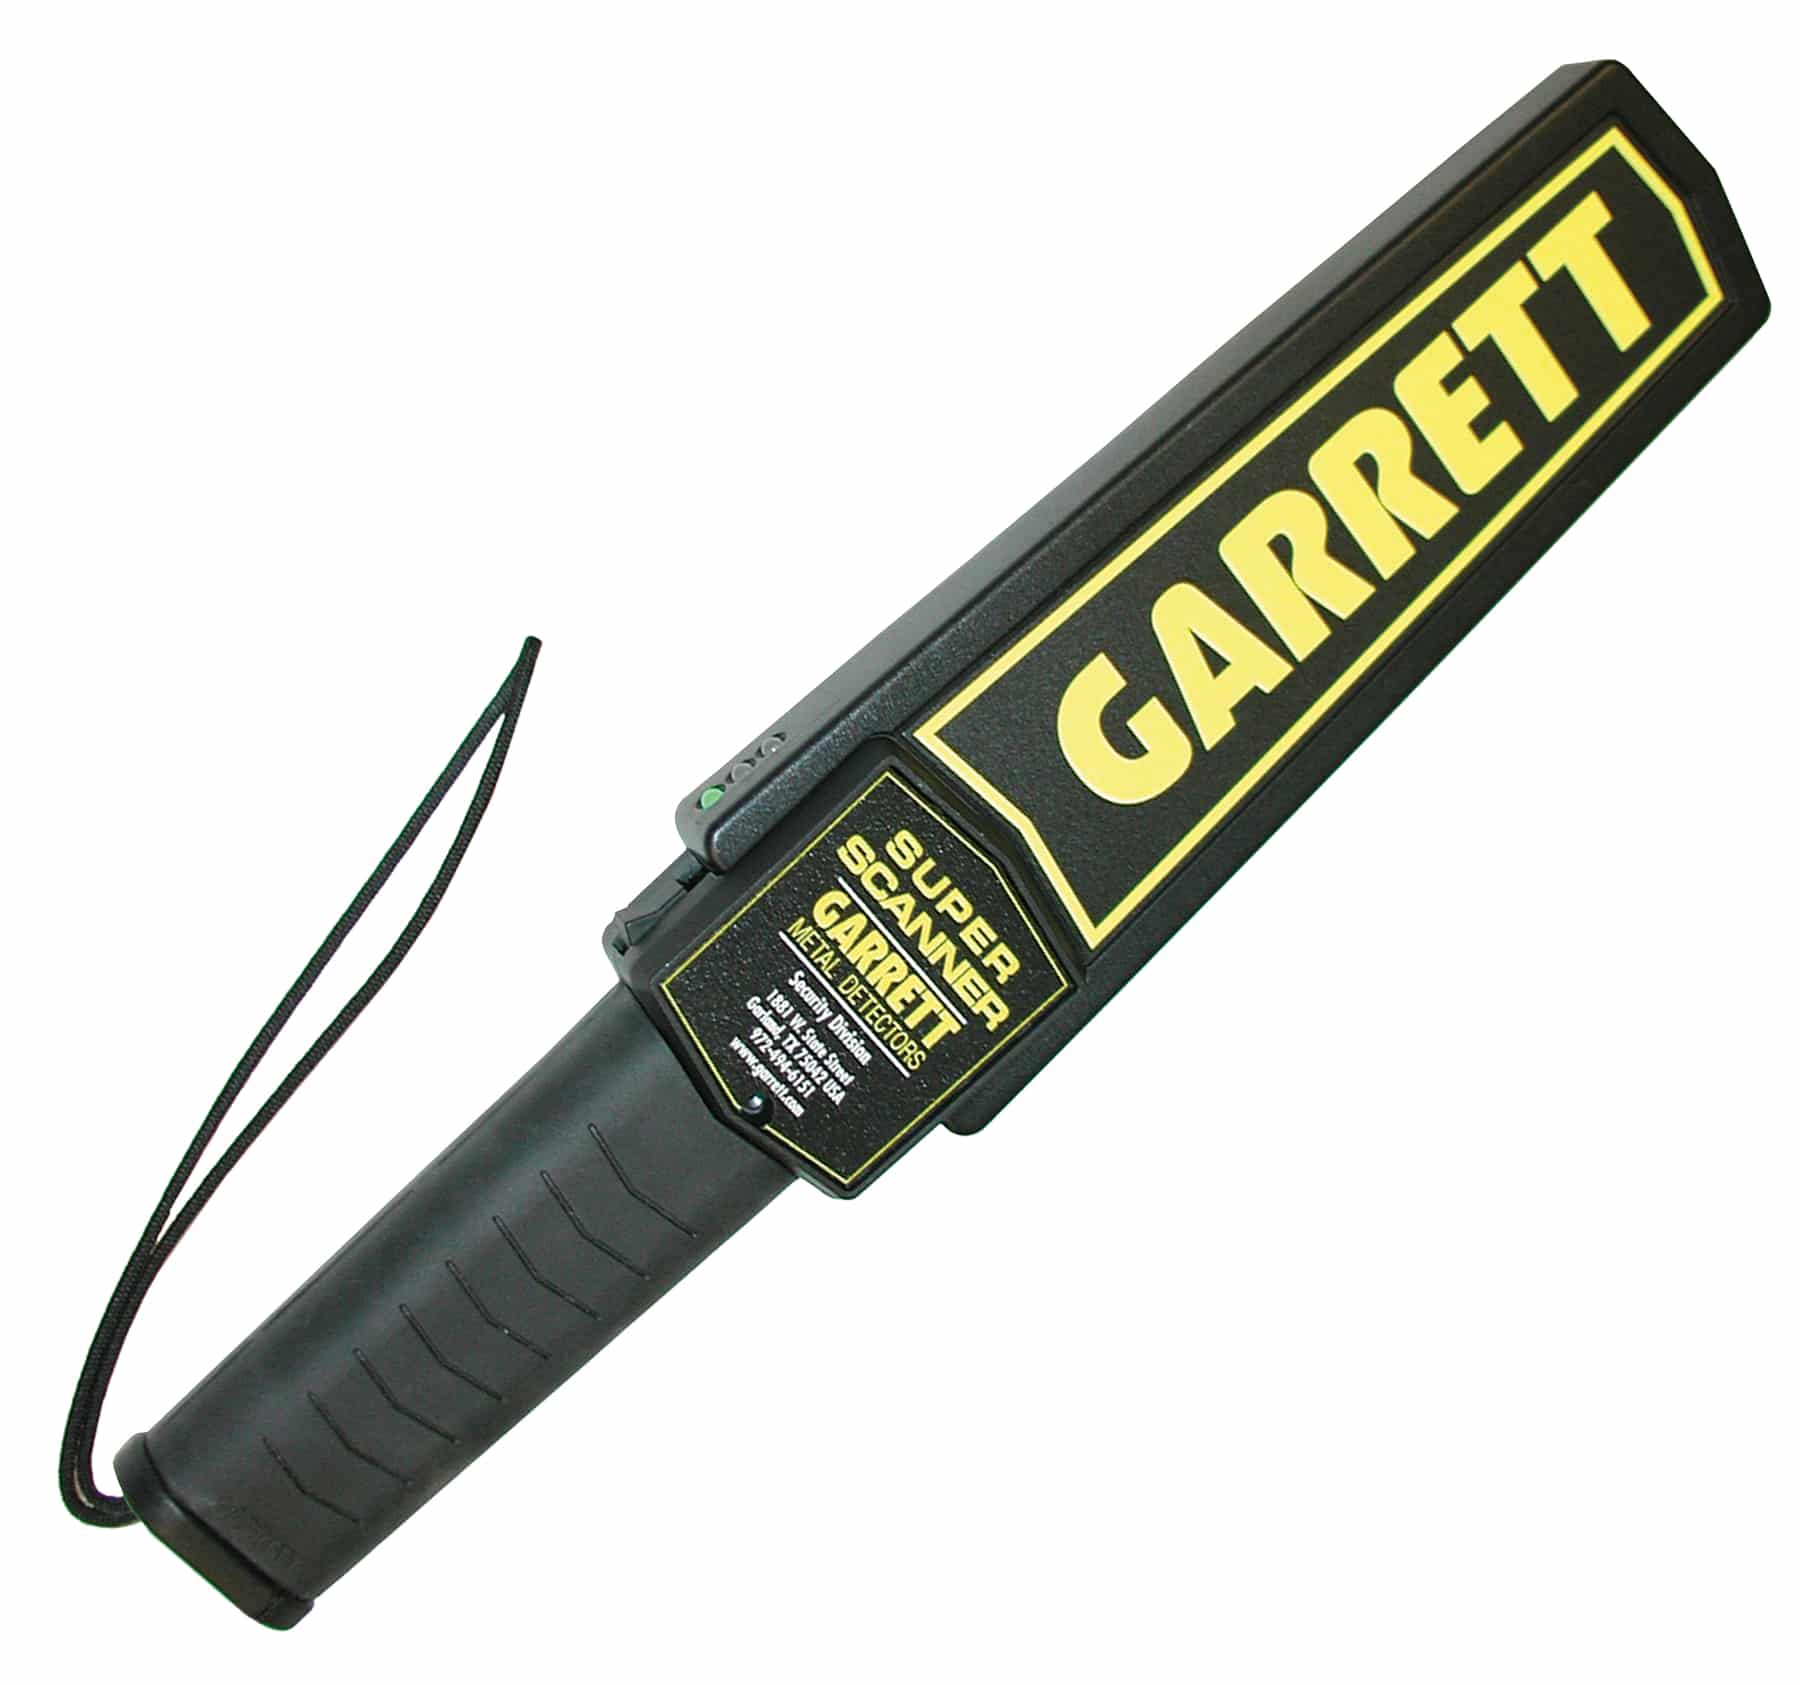 GARRETT
SUPER
SCANNER
GARRETT
METAL DETECTORS
Security Division
1881 W. State Street
Garland, TX 75042 USA
972-494-6151
www.garrett.com